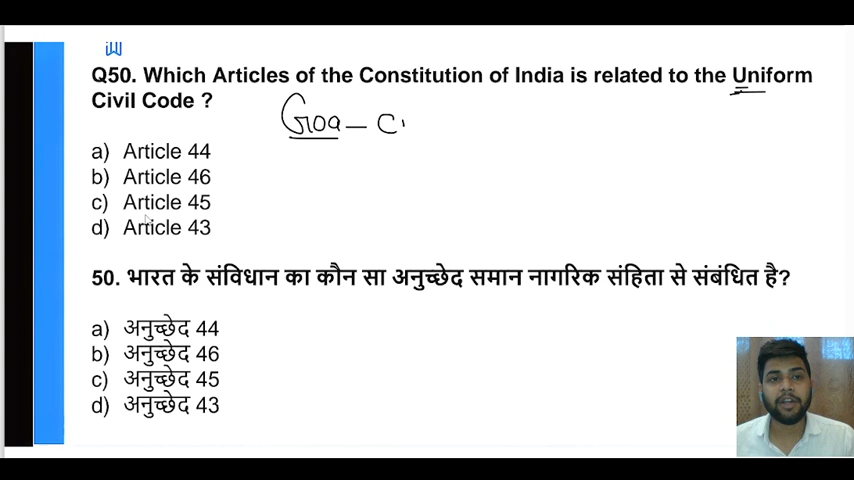 Q50. Which Articles of the Constitution of India is related to the Uniform
Civil Code ?
Goa – C
a) Article 44
b) Article 46
c) Article 45
d) Article 43
50. भारत के संविधान का कौन सा अनुच्छेद समान नागरिक संहिता से संबंधित है?
a) अनुच्छेद 44
b) अनुच्छेद 46
c) अनुच्छेद 45
d) अनुच्छेद 43